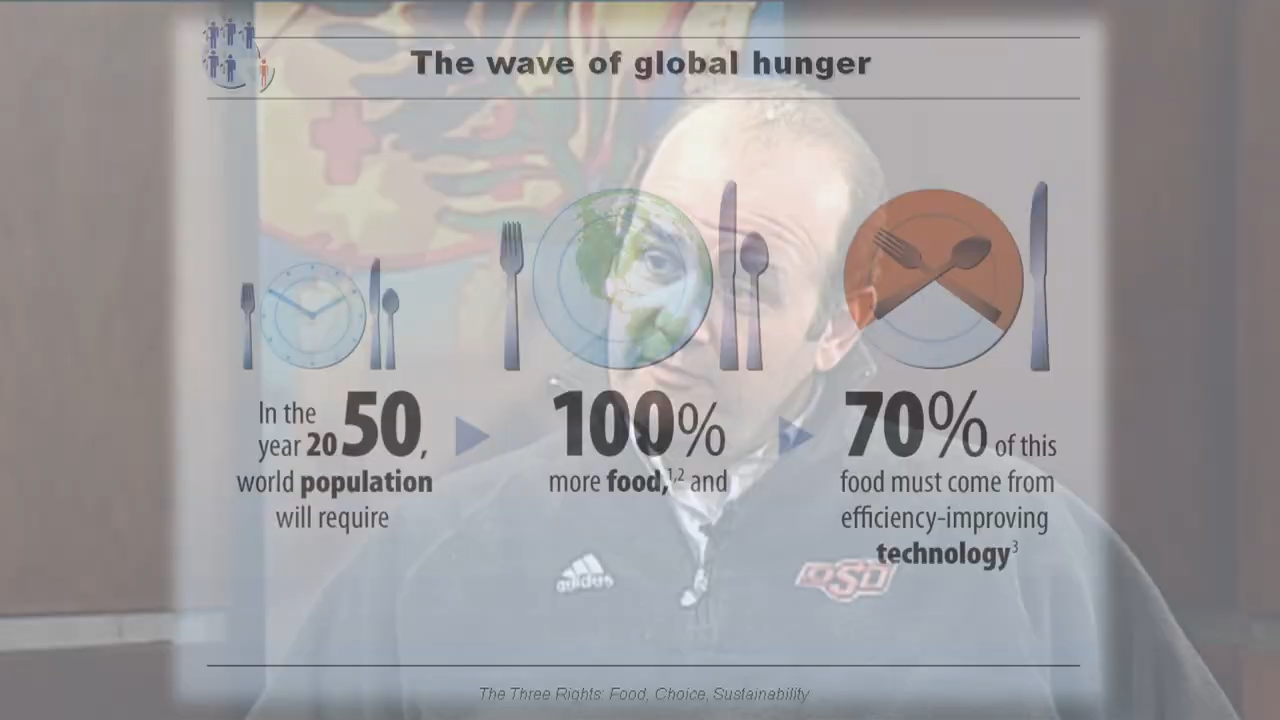 The wave of global hunger
In the
year 2050,
world population
will require
100%
more food,1,2 and
70% of this
food must come from
efficiency-improving
technology3
adidas
OSU
The Three Rights: Food, Choice, Sustainability